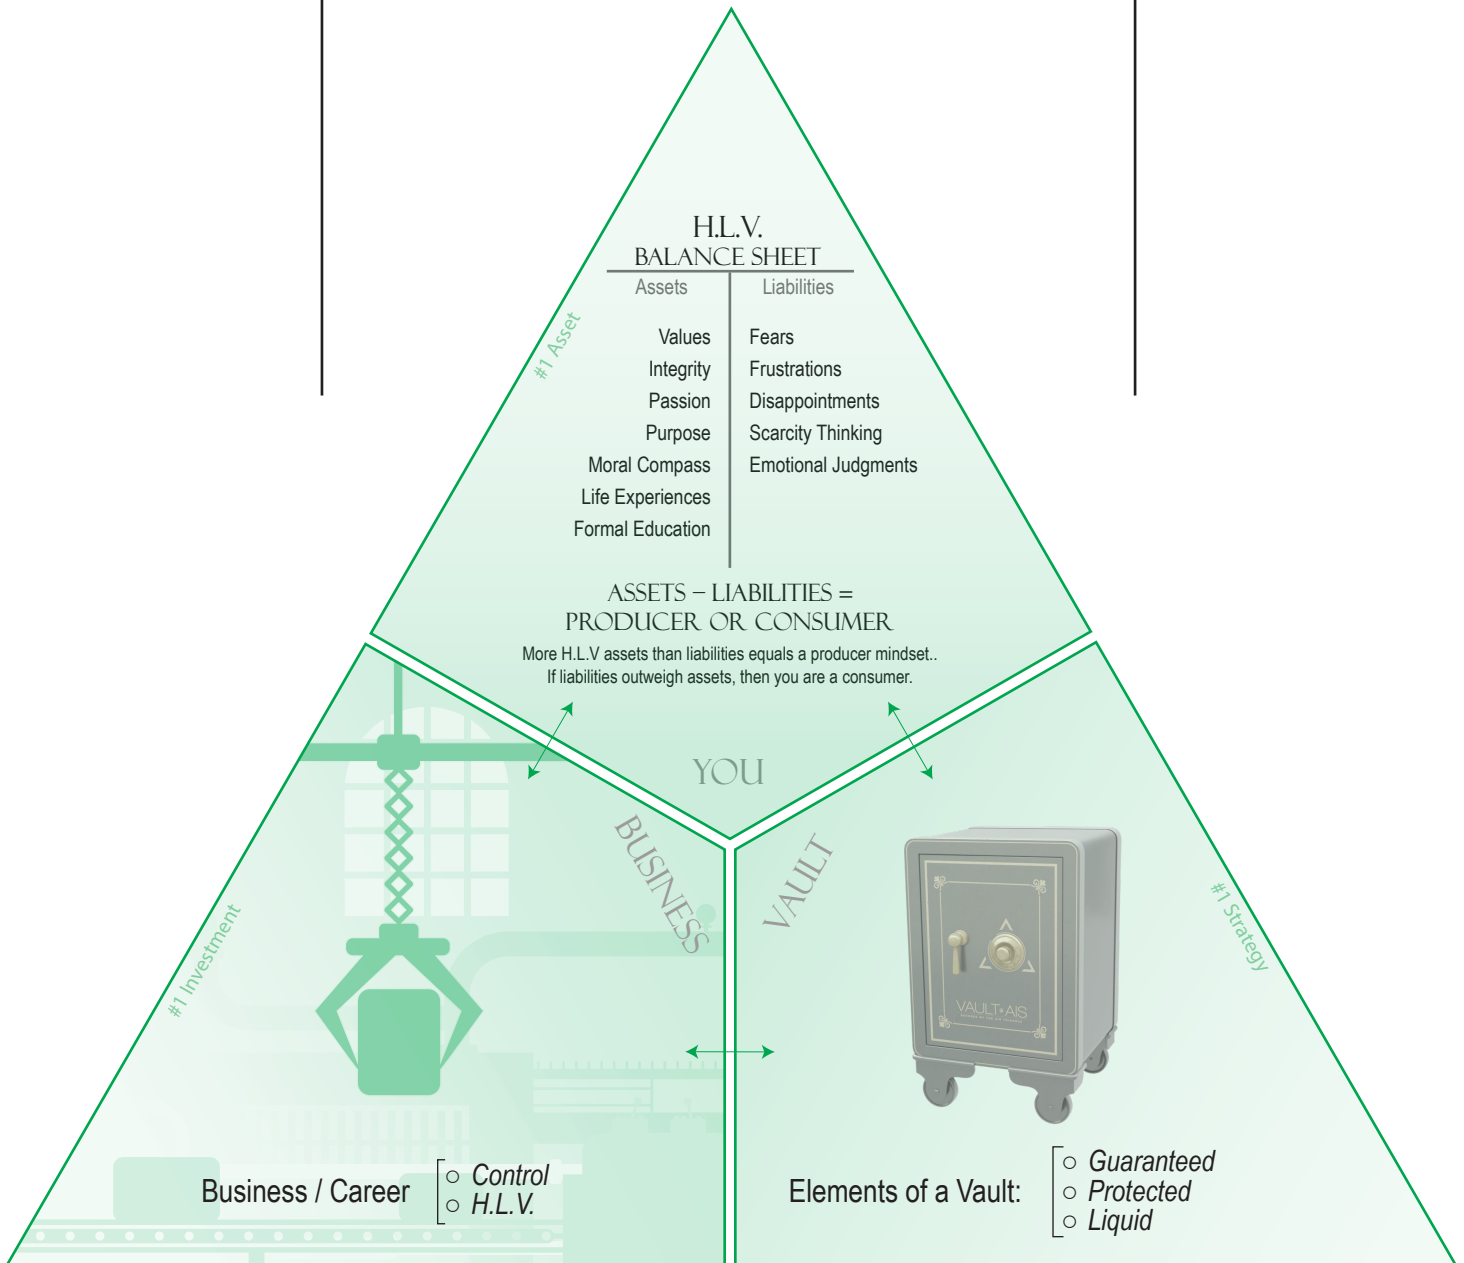 H.L.V.
BALANCE SHEET
Assets
Liabilities
#1 Asset
Values
Integrity
Passion
Purpose
Moral Compass
Life Experiences
Formal Education
Fears
Frustrations
Disappointments
Scarcity Thinking
Emotional Judgments
ASSETS – LIABILITIES =
PRODUCER OR CONSUMER
More H.L.V assets than liabilities equals a producer mindset..
If liabilities outweigh assets, then you are a consumer.
YOU
BUSINESS
VAULT
#1 Investment
#1 Strategy
VAULT AIS
Business / Career
○ Control
○ H.L.V.
Elements of a Vault:
○ Guaranteed
○ Protected
○ Liquid